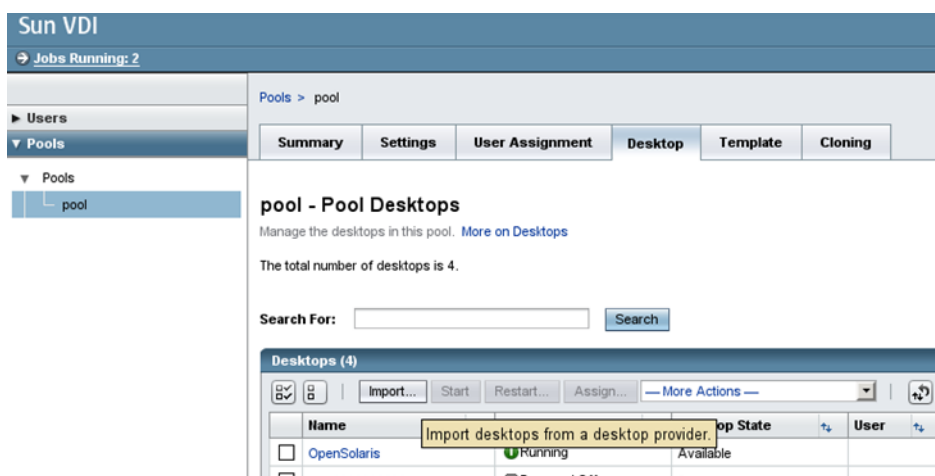 Sun VDI
Jobs Running: 2
Pools > pool
Users
Pools
Pools
pool
Summary Settings User Assignment Desktop Template Cloning
pool - Pool Desktops
Manage the desktops in this pool. More on Desktops
The total number of desktops is 4.
Search For: Search
Desktops (4)
Import... Start Restart... Assign... — More Actions —
Name op State User
Import desktops from a desktop provider.
OpenSolaris Running Available